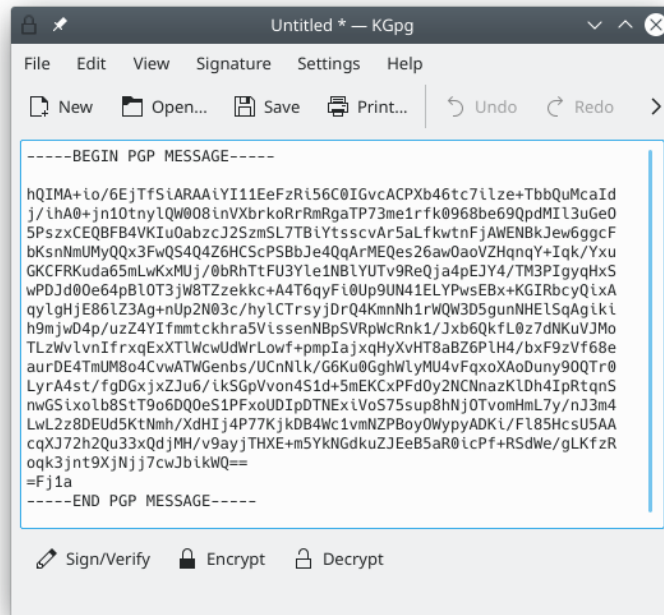 Untitled * — KGpg
File Edit View Signature Settings Help
New Open... Save Print... Undo Redo
-----BEGIN PGP MESSAGE-----
hQIMA+io/6EjTfSiARAAiYI11EeFzRi56C0IGvcACPXb46tc7ilze+TbbQuMcaId
j/ihA0+jn1OtnylQW0O8inVXbrkoRrRmRgaTP73me1rfk0968be69QpdMIl3uGeO
5PszxCEQBFB4VKIuOabzcJ2SzmSL7TBiYtsscvAr5aLfkwtnFjAWENBkJew6ggcF
bKsnNmUMyQQx3FwQS4Q4Z6HCScPSBbJe4QqArMEQes26awOaoVZHqnqY+Iqk/Yxu
GKCFRKuda65mLwKxMUj/0bRhTtFU3Yle1NBlYUTv9ReQja4pEJY4/TM3PIgyqHxS
wPDJd0Oe64pBlOT3jW8TZzekkc+A4T6qyFi0Up9UN41ELYPwsEBx+KGIRbcyQixA
qylgHjE86lZ3Ag+nUp2N03c/hylCTrsyjDrQ4KmnNh1rWQW3D5gunNHElSqAgiki
h9mjwD4p/uzZ4YIfmmtckhra5VissenNBpSVRpWcRnk1/Jxb6QkfL0z7dNKuVJMo
TLzWvlvnIfrxqExXTlWcwUdWrLowf+pmpIajxqHyXvHT8aBZ6PlH4/bxF9zVf68e
aurDE4TmUM8o4CvwATWGenbs/UCnNlk/G6Ku0GghWlyMU4vFqxoXAoDuny9OQTr0
LyrA4st/fgDGxjxZJu6/ikSGpVvon4S1d+5mEKCxPFdOy2NCNnazKlDh4IpRtqnS
nwGSixolb8StT9o6DQOeS1PFxoUDIpDTNExiVoS75sup8hNjOTvomHmL7y/nJ3m4
LwL2z8DEUd5KtNmh/XdHIj4P77KjkDB4Wc1vmNZPBoyOWypyADKi/Fl85HcsU5AA
cqXJ72h2Qu33xQdjMH/v9ayjTHXE+m5YkNGdkuZJEeB5aR0icPf+RSdWe/gLKfzR
oqk3jnt9XjNjj7cwJbikWQ==
=Fj1a
-----END PGP MESSAGE-----
Sign/Verify Encrypt Decrypt